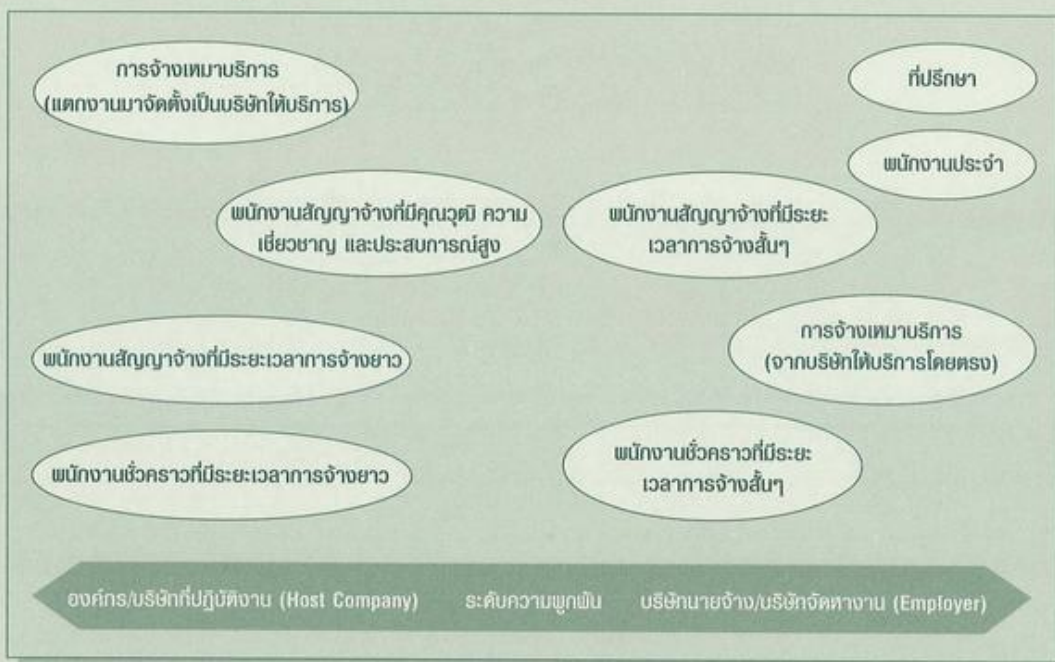 การจ้างเหมาบริการ
(แตกงานมาจัดตั้งเป็นบริษัทให้บริการ)
ที่ปรึกษา
พนักงานประจำ
พนักงานสัญญาจ้างที่มีคุณวุฒิ ความ
เชี่ยวชาญ และประสบการณ์สูง
พนักงานสัญญาจ้างที่มีระยะ
เวลาการจ้างสั้นๆ
การจ้างเหมาบริการ
(จากบริษัทให้บริการโดยตรง)
พนักงานสัญญาจ้างที่มีระยะเวลาการจ้างยาว
พนักงานชั่วคราวที่มีระยะเวลาการจ้างยาว
พนักงานชั่วคราวที่มีระยะ
เวลาการจ้างสั้นๆ
องค์กร/บริษัทที่ปฏิบัติงาน (Host Company) ระดับความผูกพัน บริษัทนายจ้าง/บริษัทจัดหางาน (Employer)